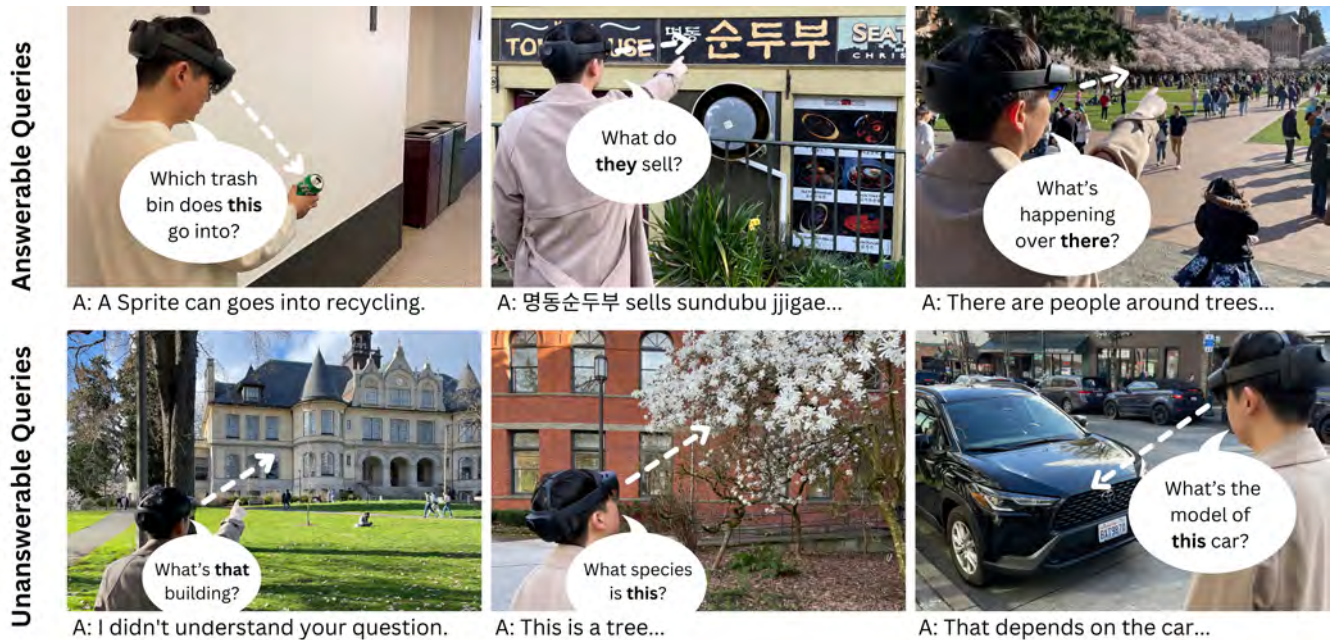 Answerable Queries
Which trash
bin does this
go into?
명동 순두부
What do
they sell?
What's
happening
over there?
A: A Sprite can goes into recycling.
A: 명동순두부 sells sundubu jjigae...
A: There are people around trees...
Unanswerable Queries
What's that
building?
What species
is this?
What's the
model of
this car?
A: I didn't understand your question.
A: This is a tree...
A: That depends on the car...